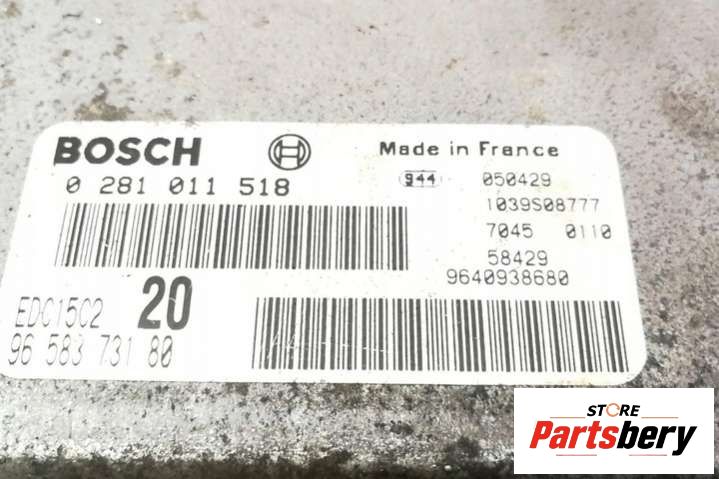 BOSCH
Made in France
0 281 011 518
944 050429
1039S08777
7045 0110
58429
9640938680
EDC15C2 20
96 583 731 80
STORE
Partsbery